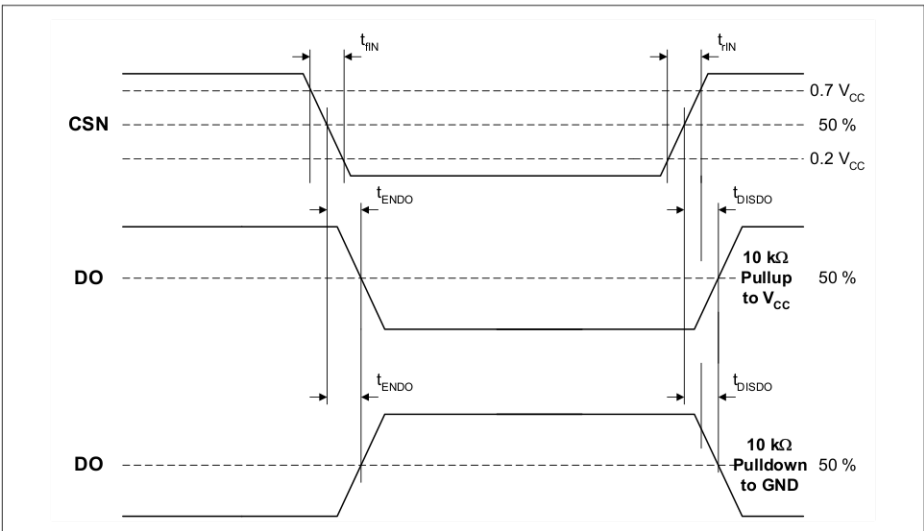 t_fIN
t_rIN
0.7 V_CC
CSN
50 %
0.2 V_CC
t_ENDO
t_DISDO
DO
10 kΩ
Pullup
to V_CC
50 %
t_ENDO
t_DISDO
DO
10 kΩ
Pulldown
to GND
50 %